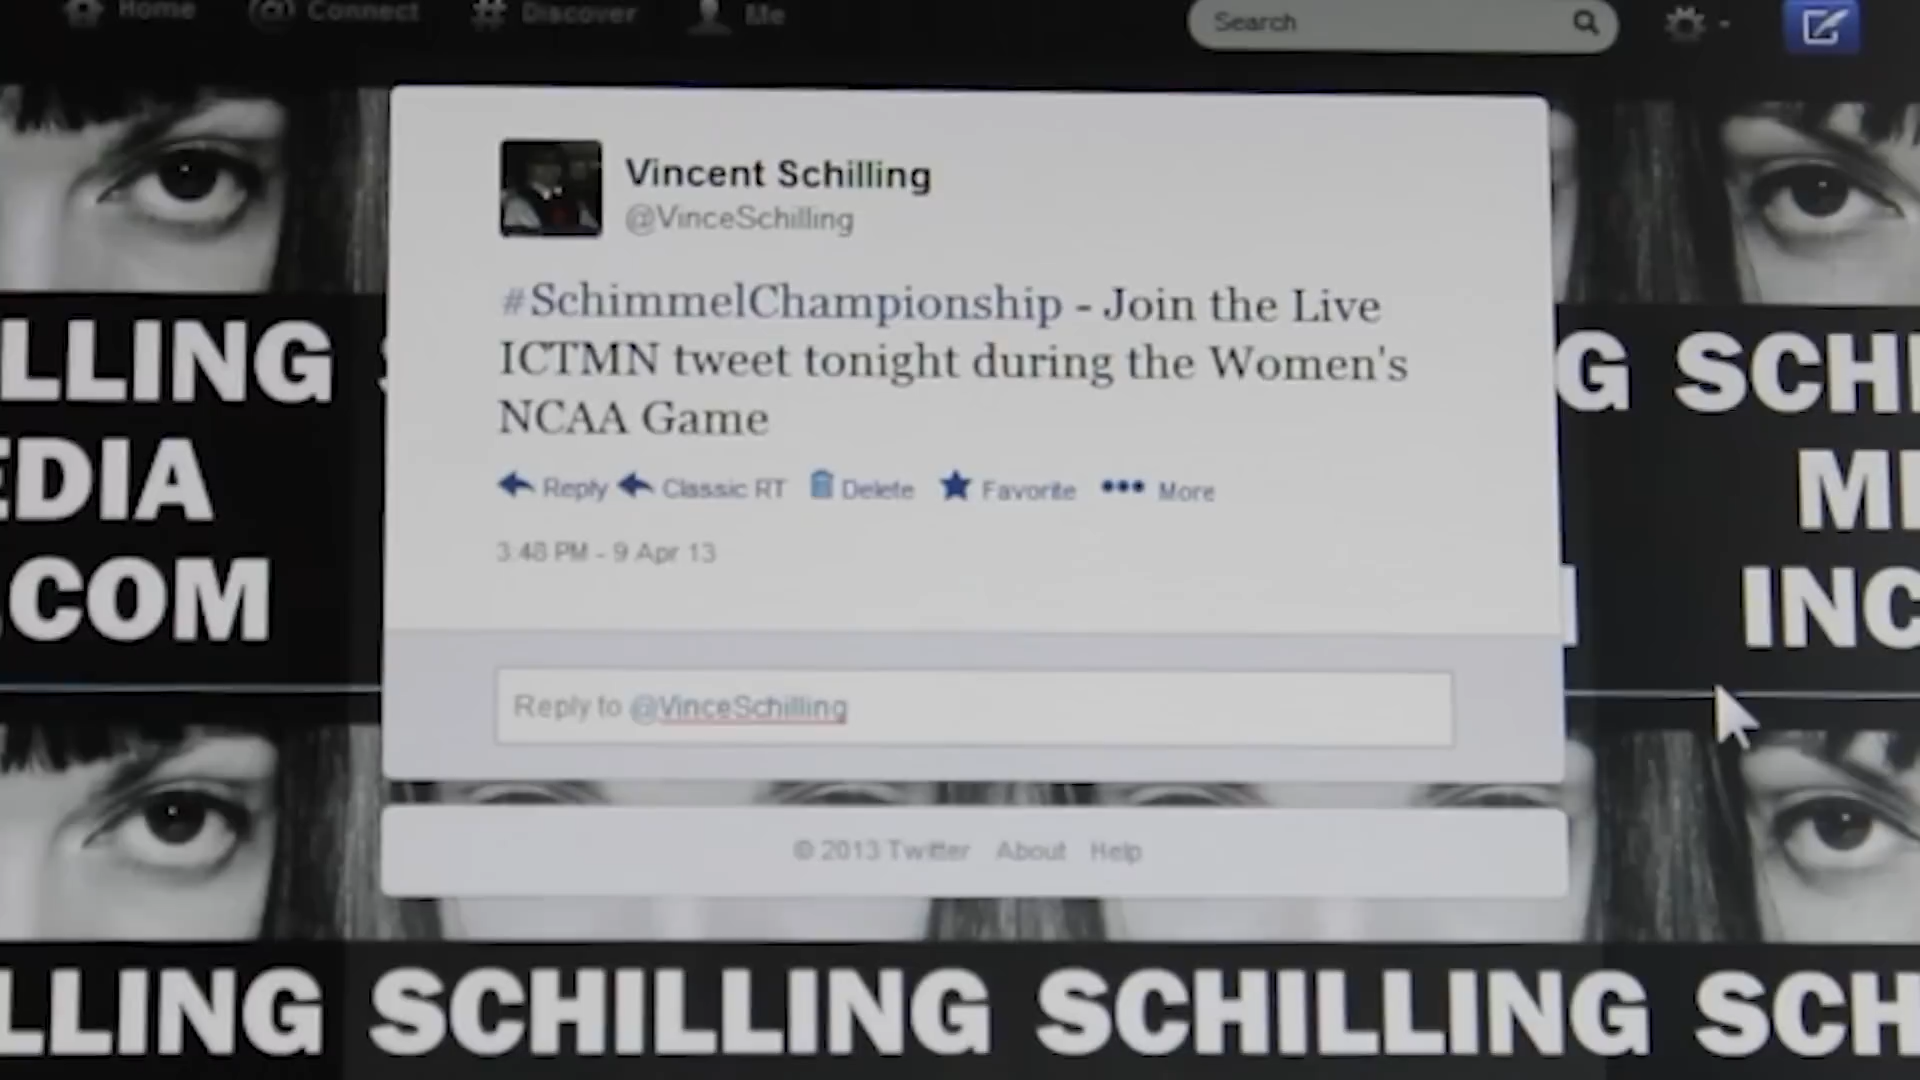 Home Connect Discover Me Search
Vincent Schilling
@VinceSchilling
#SchimmelChampionship - Join the Live
ICTMN tweet tonight during the Women's
NCAA Game
Reply Classic RT Delete Favorite More
3:48 PM - 9 Apr 13
Reply to @VinceSchilling
© 2013 Twitter About Help
LLING
EDIA
.COM
G SCHI
ME
INC
LLING SCHILLING SCHILLING SCH